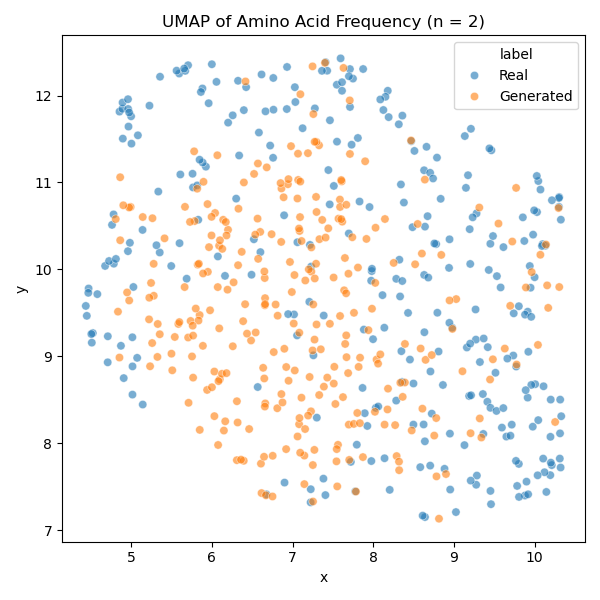 UMAP of Amino Acid Frequency (n = 2)
label
Real
Generated
12
11
10
9
8
7
y
5 6 7 8 9 10
x